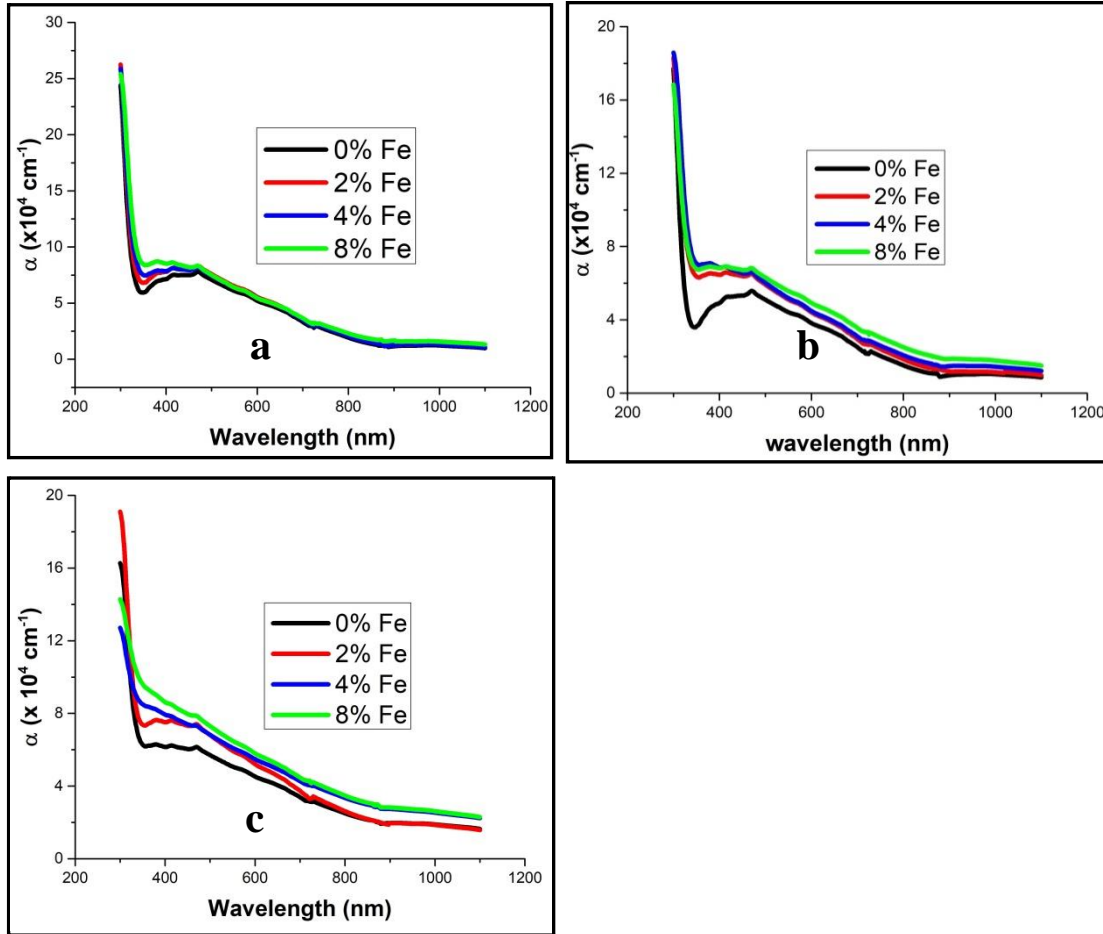 30
25
20
15
10
5
0
α (x10⁴ cm⁻¹)
0% Fe
2% Fe
4% Fe
8% Fe
a
200 400 600 800 1000 1200
Wavelength (nm)
20
16
12
8
4
0
α (x10⁴ cm⁻¹)
0% Fe
2% Fe
4% Fe
8% Fe
b
200 400 600 800 1000 1200
wavelength (nm)
20
16
12
8
4
0
α (x 10⁴ cm⁻¹)
0% Fe
2% Fe
4% Fe
8% Fe
c
200 400 600 800 1000 1200
Wavelength (nm)